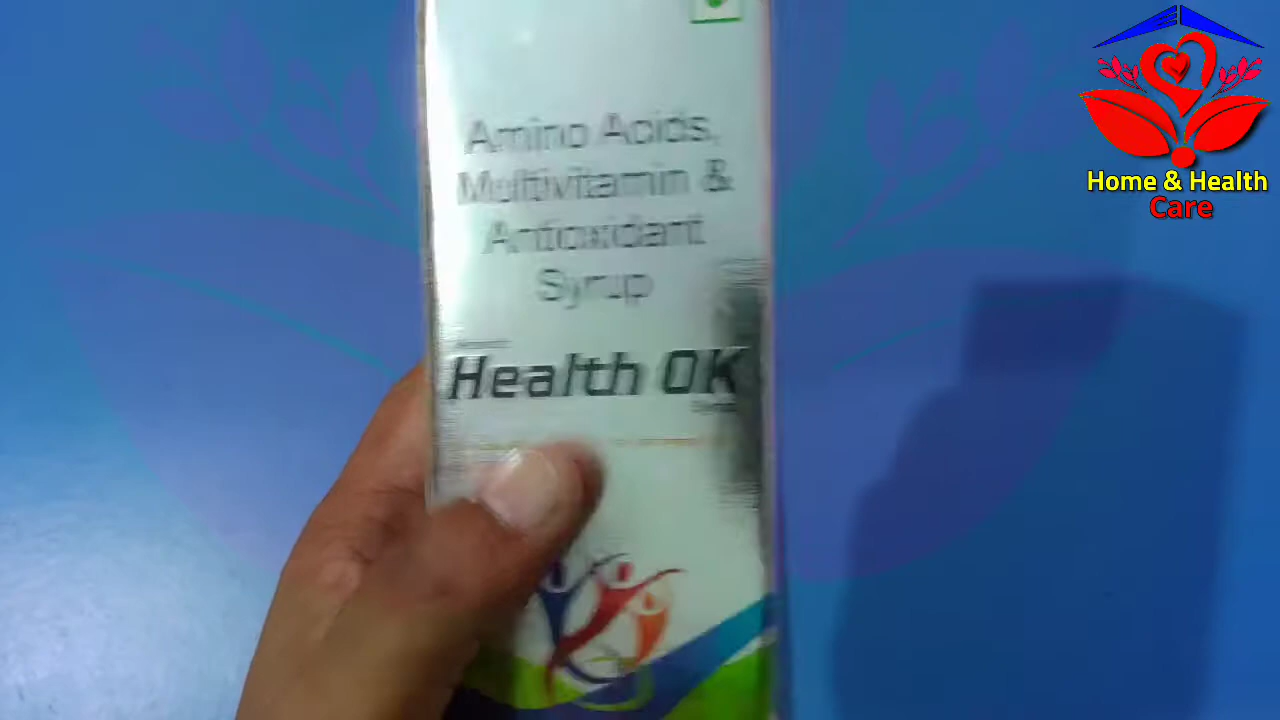 Amino Acids,
Multivitamin &
Antioxidant
Syrup
Health OK
Home & Health
Care